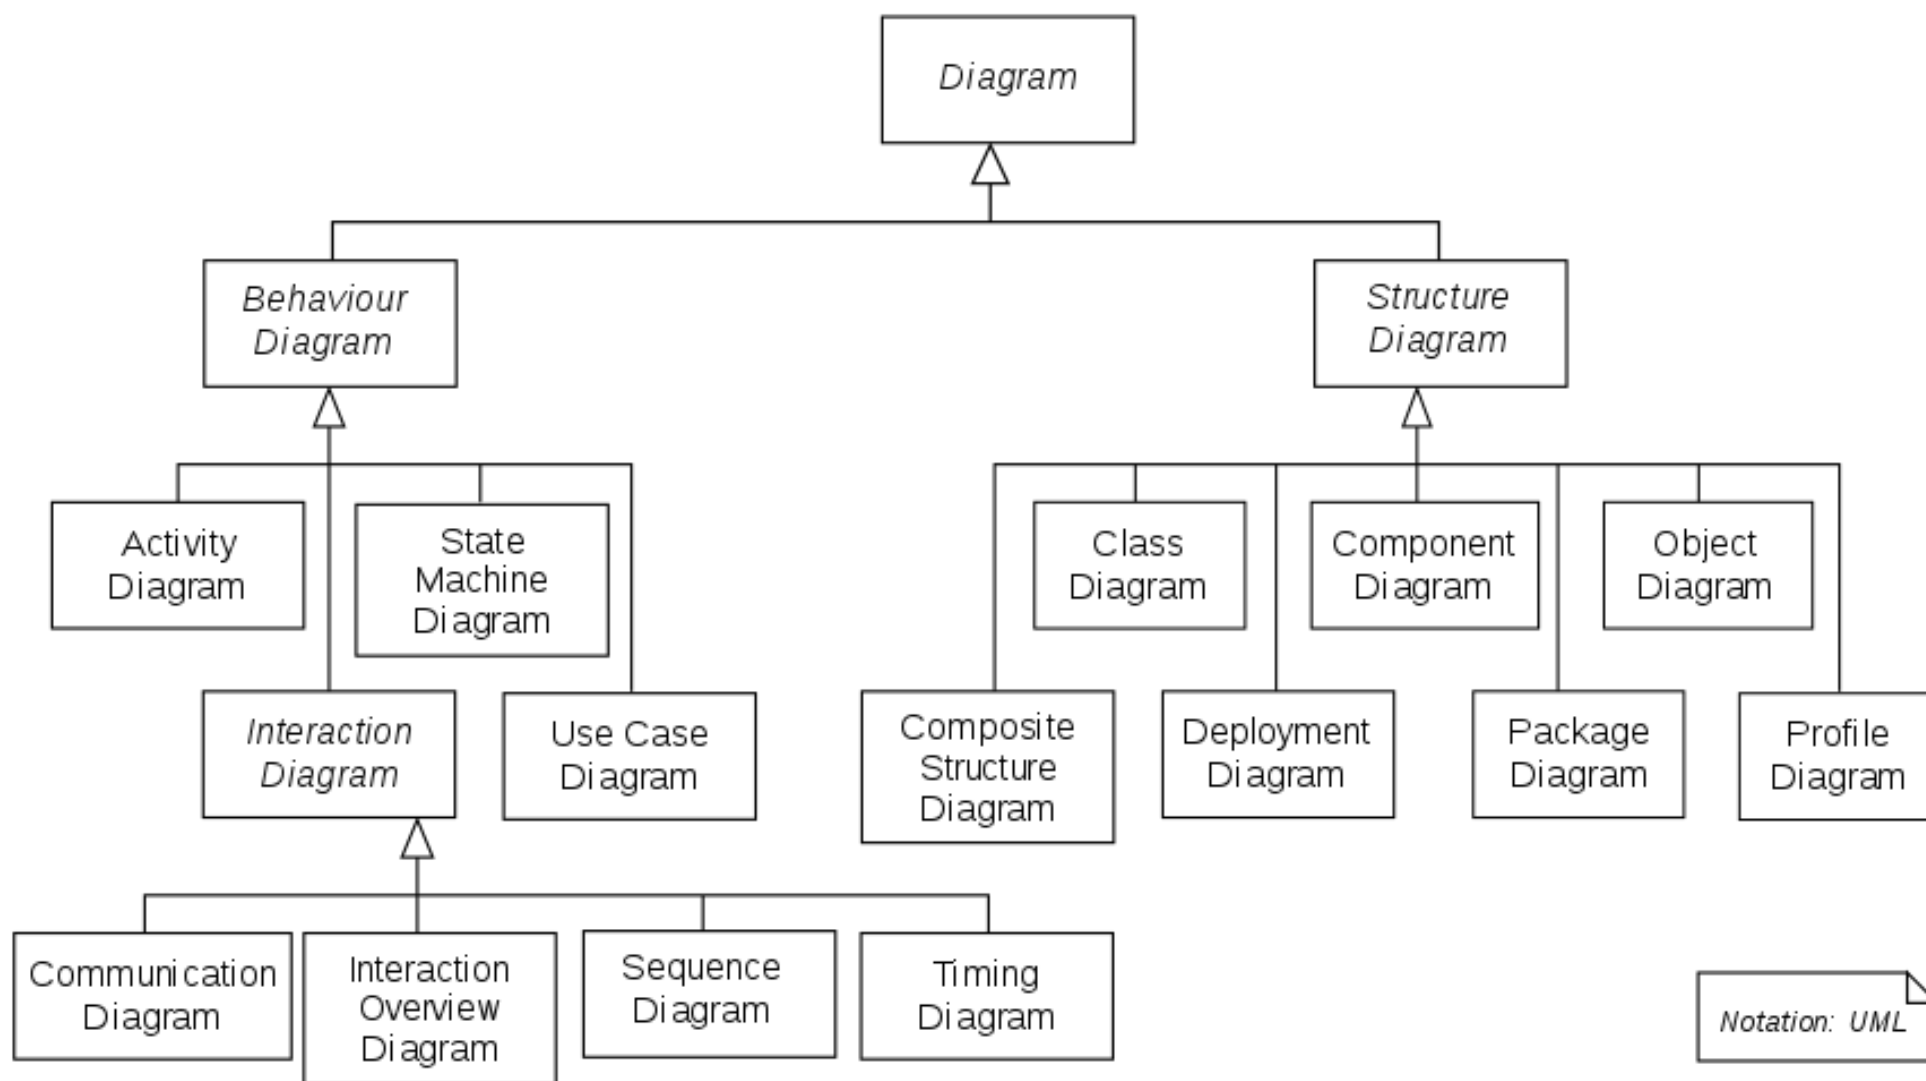 Diagram
Behaviour
Diagram
Structure
Diagram
Activity
Diagram
State
Machine
Diagram
Class
Diagram
Component
Diagram
Object
Diagram
Interaction
Diagram
Use Case
Diagram
Composite
Structure
Diagram
Deployment
Diagram
Package
Diagram
Profile
Diagram
Communication
Diagram
Interaction
Overview
Diagram
Sequence
Diagram
Timing
Diagram
Notation: UML